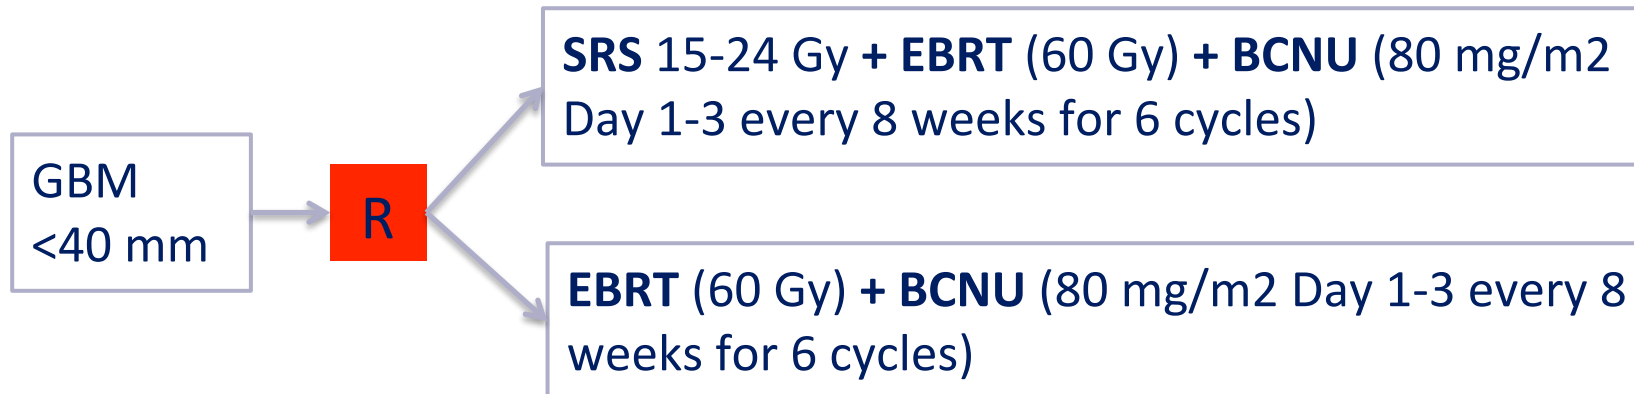 GBM
<40 mm
R
SRS 15-24 Gy + EBRT (60 Gy) + BCNU (80 mg/m2
Day 1-3 every 8 weeks for 6 cycles)
EBRT (60 Gy) + BCNU (80 mg/m2 Day 1-3 every 8
weeks for 6 cycles)